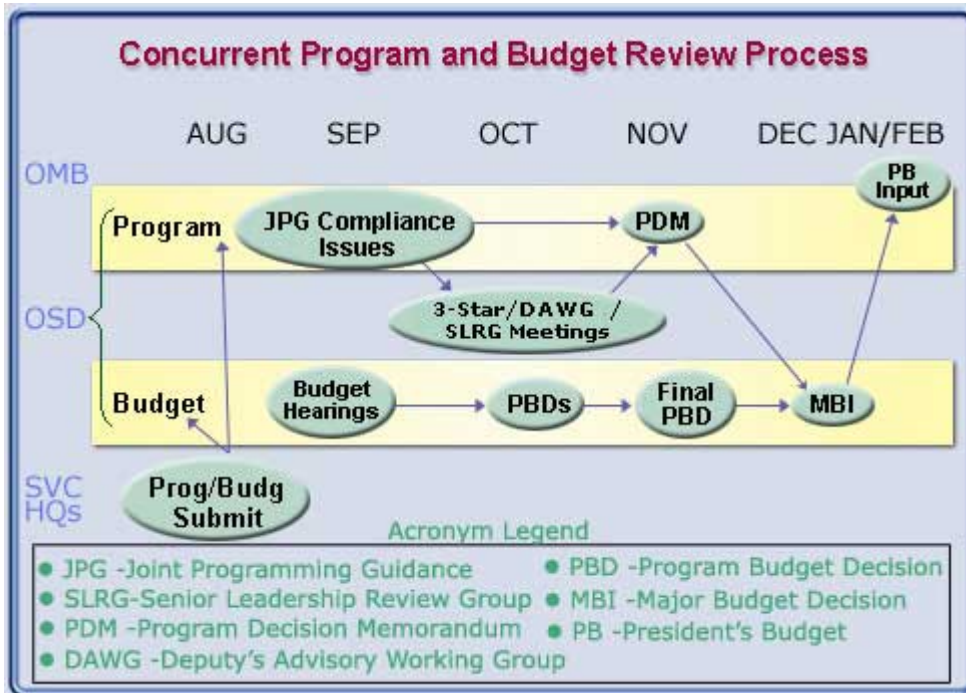 Concurrent Program and Budget Review Process
AUG SEP OCT NOV DEC JAN/FEB
OMB
PB
Input
Program
JPG Compliance
Issues
PDM
OSD
3-Star/DAWG /
SLRG Meetings
Budget
Budget
Hearings
PBDs
Final
PBD
MBI
SVC
HQs
Prog/Budg
Submit
Acronym Legend
• JPG -Joint Programming Guidance
• SLRG-Senior Leadership Review Group
• PDM -Program Decision Memorandum
• DAWG -Deputy's Advisory Working Group
• PBD -Program Budget Decision
• MBI -Major Budget Decision
• PB -President's Budget